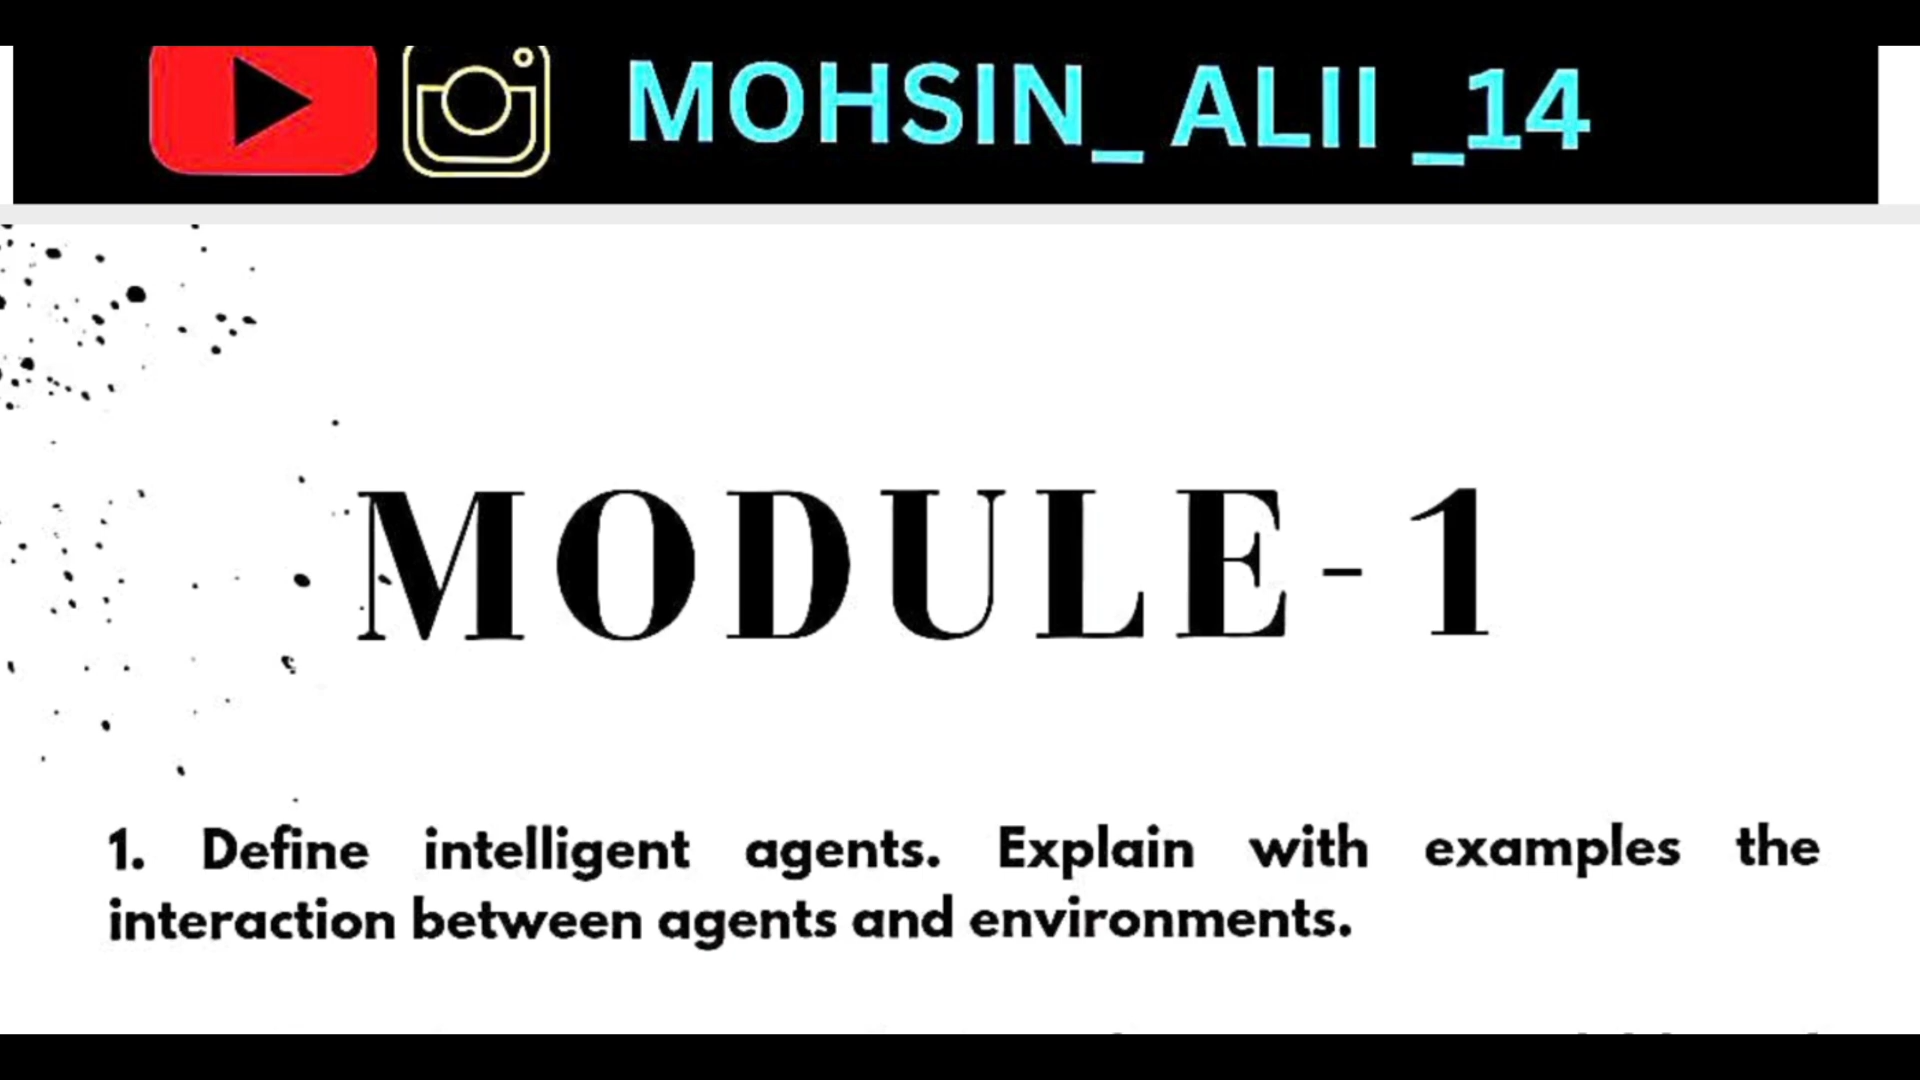 MOHSIN_ ALII _14
MODULE-1
1. Define intelligent agents. Explain with examples the
interaction between agents and environments.